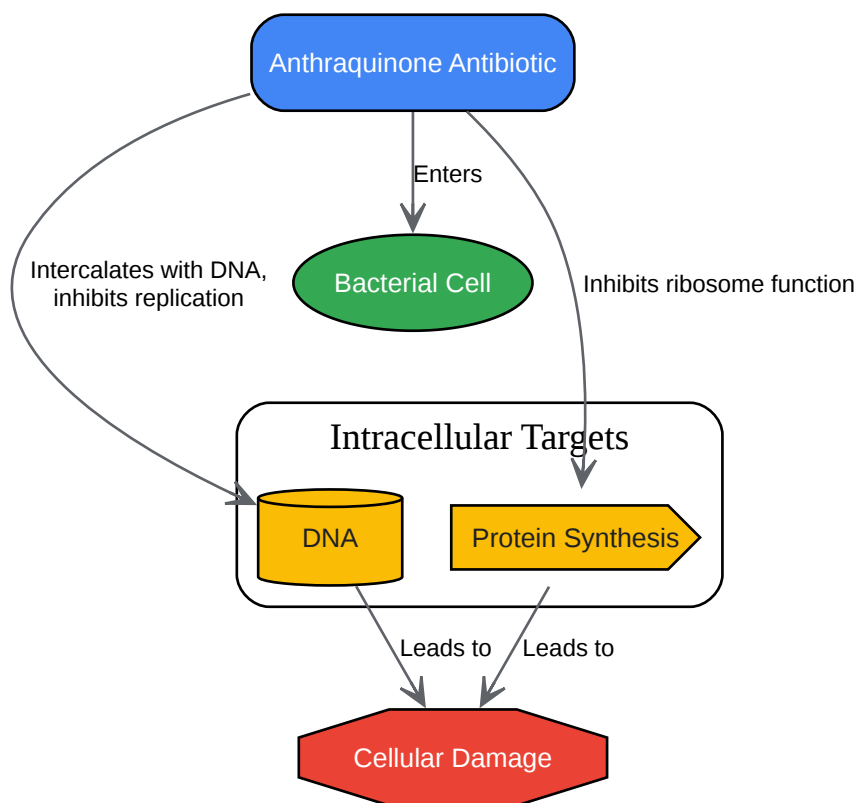 Anthraquinone Antibiotic
Enters
Intercalates with DNA,
inhibits replication
Bacterial Cell
Inhibits ribosome function
Intracellular Targets
DNA
Protein Synthesis
Leads to
Leads to
Cellular Damage